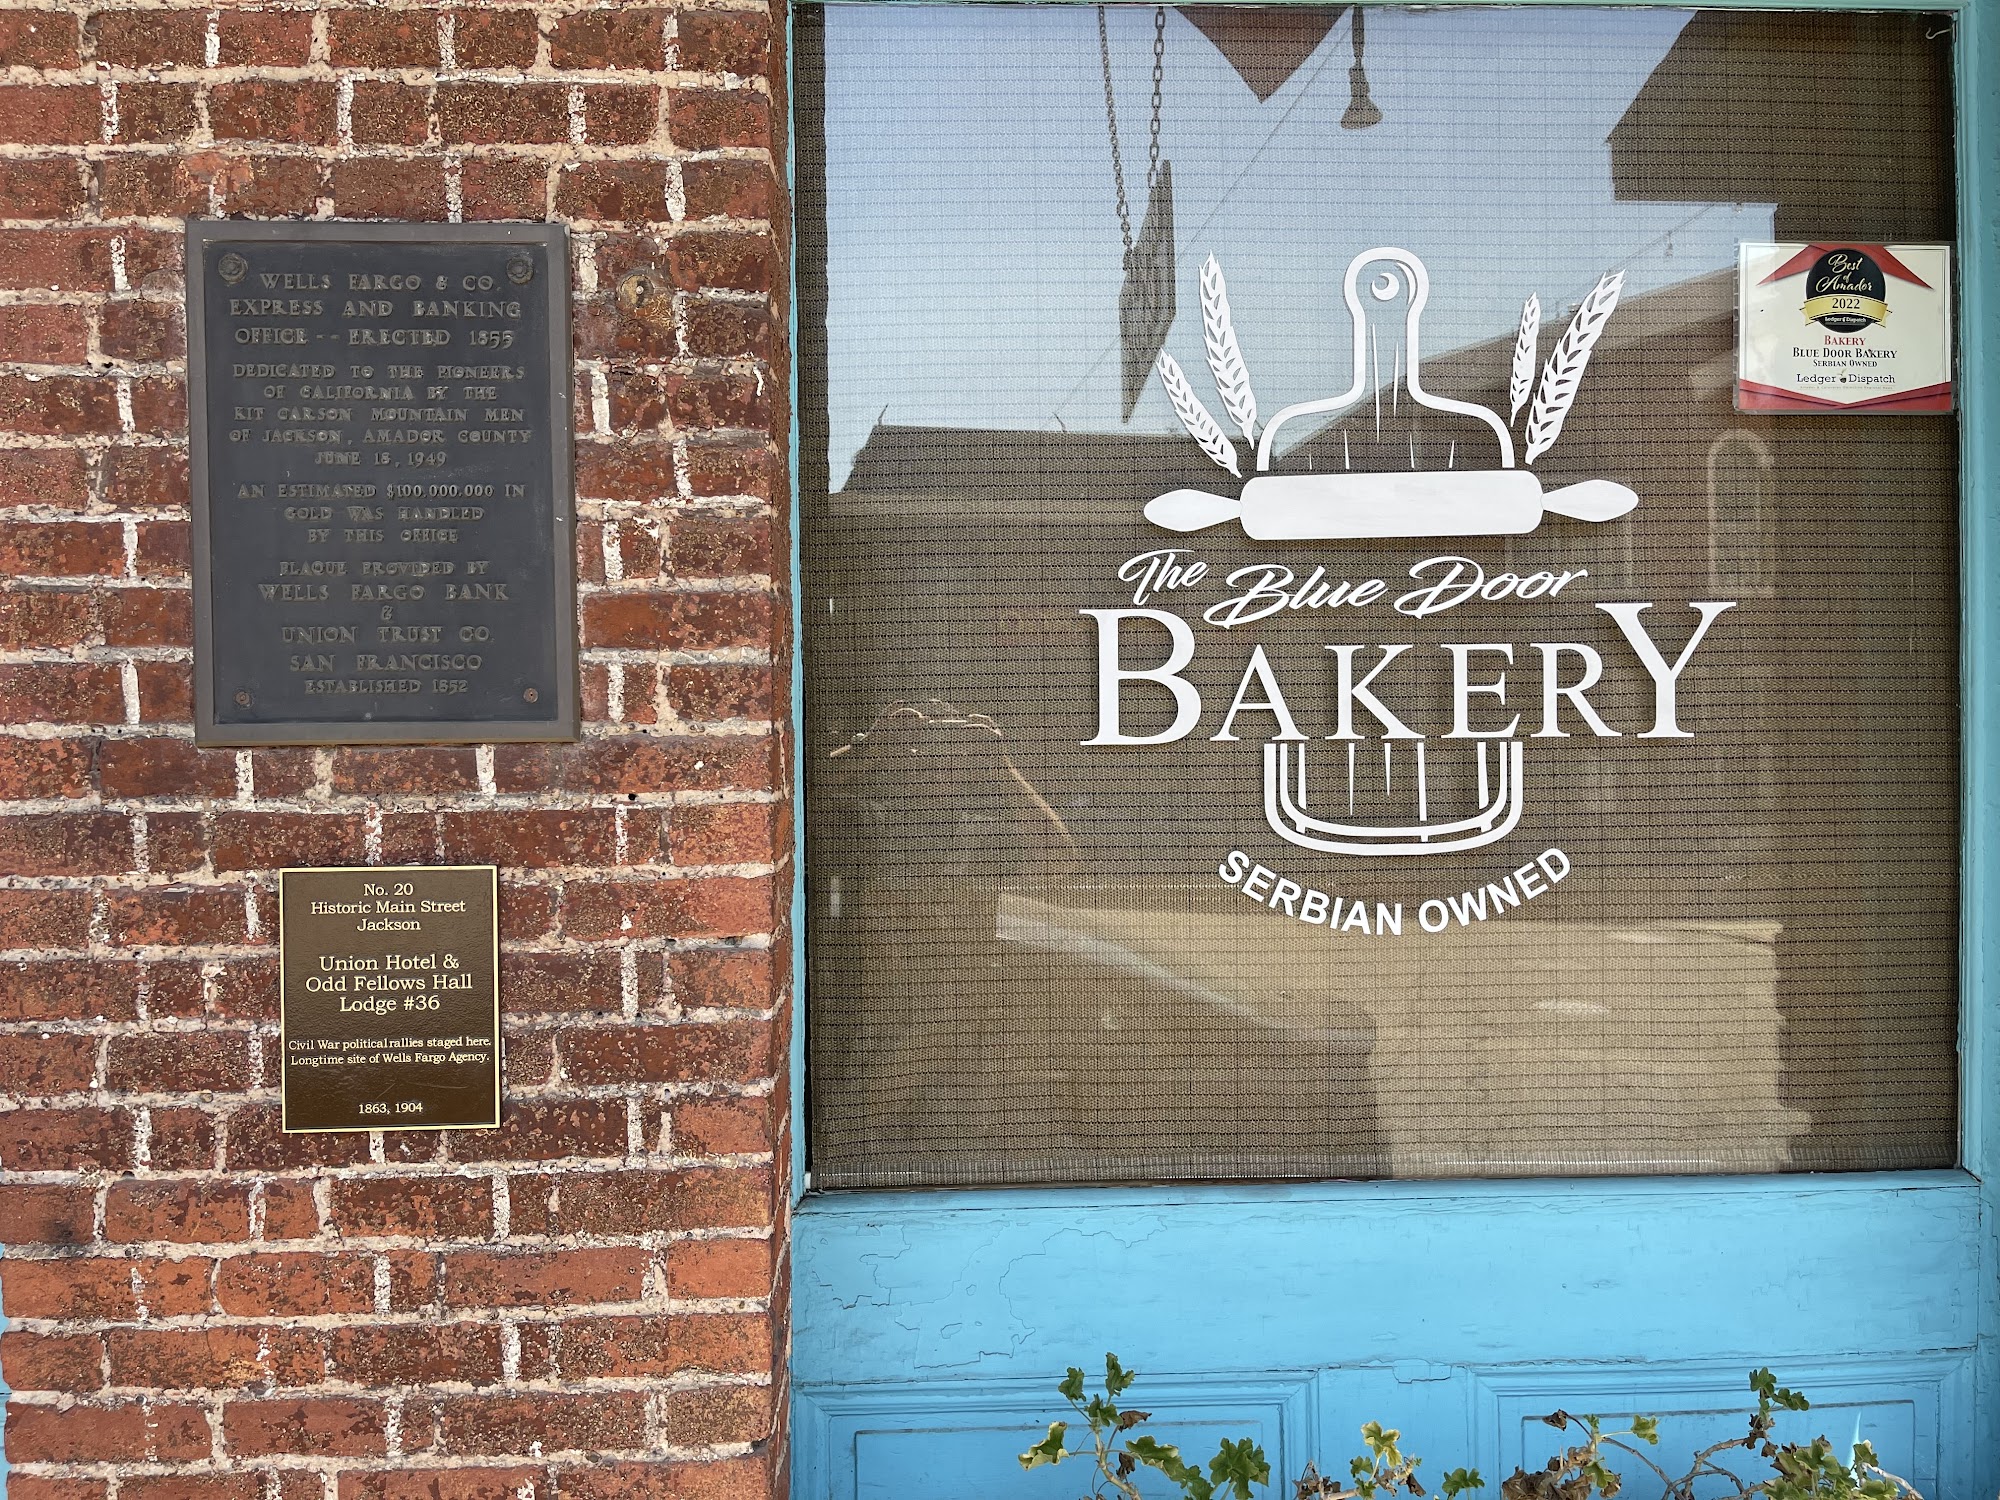 WELLS FARGO & CO.
EXPRESS AND BANKING
OFICE -- ERECTED 1855
DEDICATED TO THE PIONEERS
OF CALIFORNIA BY THE
KIT CARSON MOUNTAIN MEN
OF JACKSON, AMADOR COUNTY
JUNE 18, 1949
AN ESTIMATED $100,000,000 IN
GOLD WAS HANDLED
BY THIS OFFICE
PLAQUE PROVIDED BY
WELLS FARGO BANK
&
UNION TRUST CO.
SAN FRANCISCO
ESTABLISHED 1852
No. 20
Historic Main Street
Jackson
Union Hotel &
Odd Fellows Hall
Lodge #36
Civil War political rallies staged here.
Longtime site of Wells Fargo Agency.
1863, 1904
The Blue Door
BAKERY
SERBIAN OWNED
Best
of
Amador
2022
Ledger Dispatch
BAKERY
BLUE DOOR BAKERY
SERBIAN OWNED
Ledger Dispatch